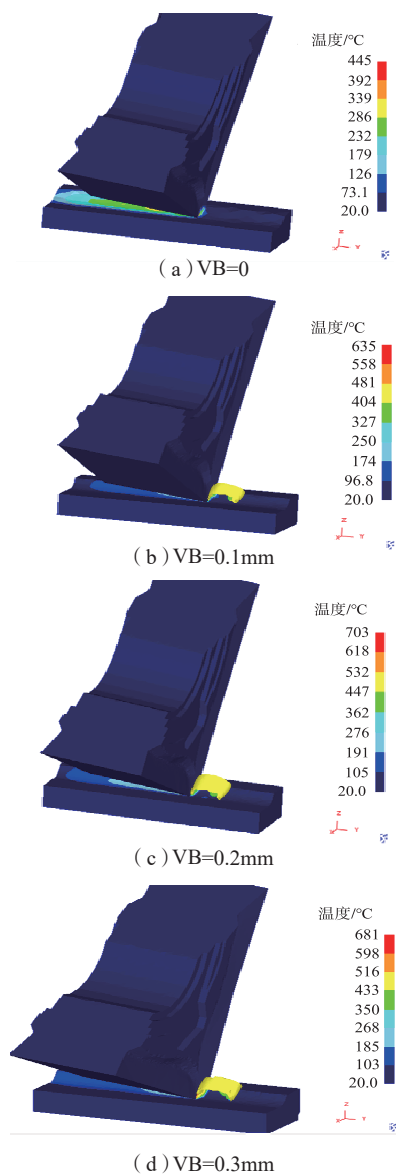 温度/℃
445
392
339
286
232
179
126
73.1
20.0
Z
X Y
(a)VB=0
温度/℃
635
558
481
404
327
250
174
96.8
20.0
Z
X Y
(b)VB=0.1mm
温度/℃
703
618
532
447
362
276
191
105
20.0
Z
X Y
(c)VB=0.2mm
温度/℃
681
598
516
433
350
268
185
103
20.0
Z
X Y
(d)VB=0.3mm